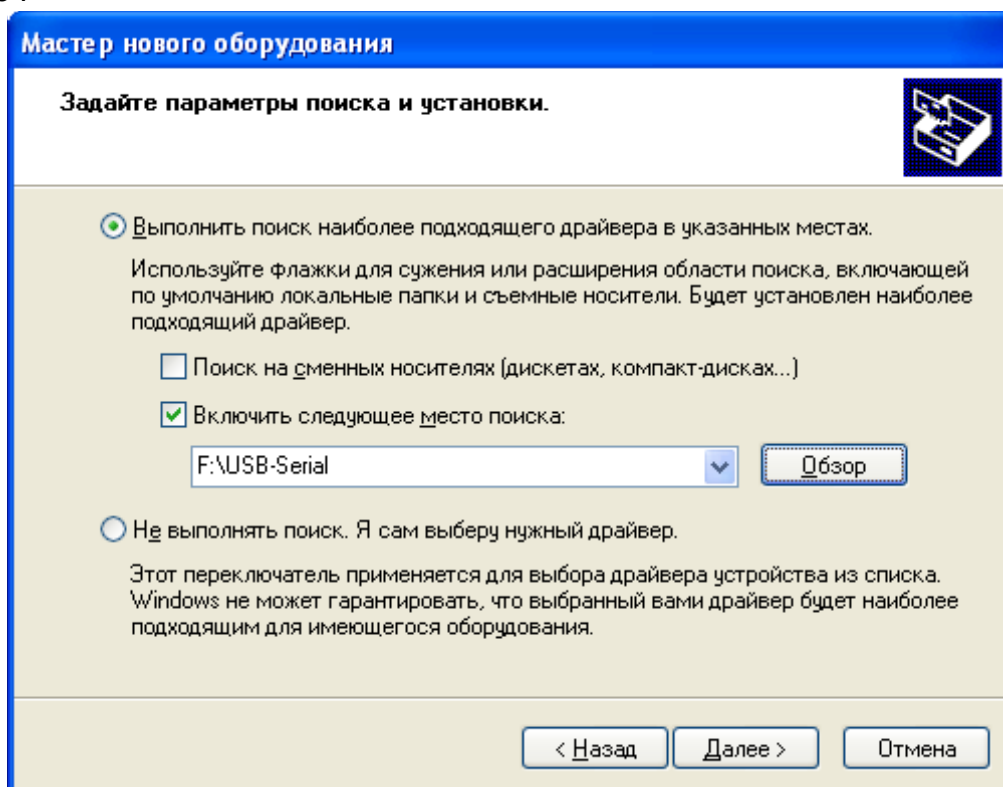 Мастер нового оборудования
Задайте параметры поиска и установки.
Выполнить поиск наиболее подходящего драйвера в указанных местах.
Используйте флажки для сужения или расширения области поиска, включающей
по умолчанию локальные папки и съемные носители. Будет установлен наиболее
подходящий драйвер.
Поиск на сменных носителях (дискетах, компакт-дисках...)
Включить следующее место поиска:
F:\USB-Serial Обзор
Не выполнять поиск. Я сам выберу нужный драйвер.
Этот переключатель применяется для выбора драйвера устройства из списка.
Windows не может гарантировать, что выбранный вами драйвер будет наиболее
подходящим для имеющегося оборудования.
< Назад Далее > Отмена